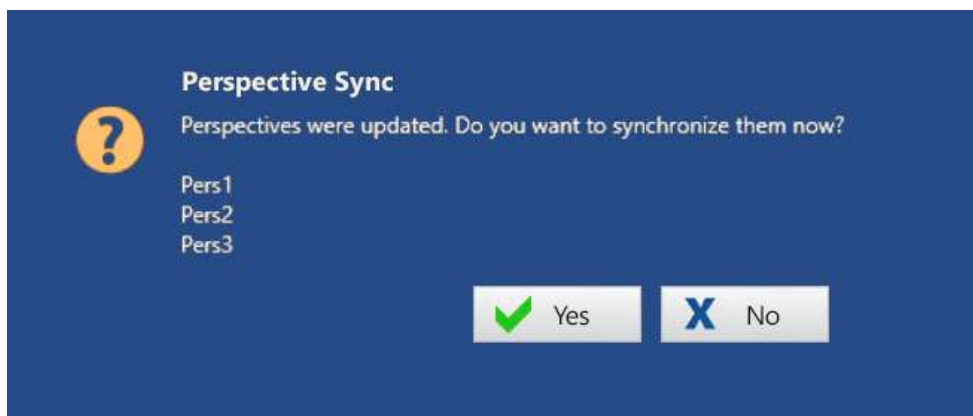 Perspective Sync
Perspectives were updated. Do you want to synchronize them now?
Pers1
Pers2
Pers3
Yes
No